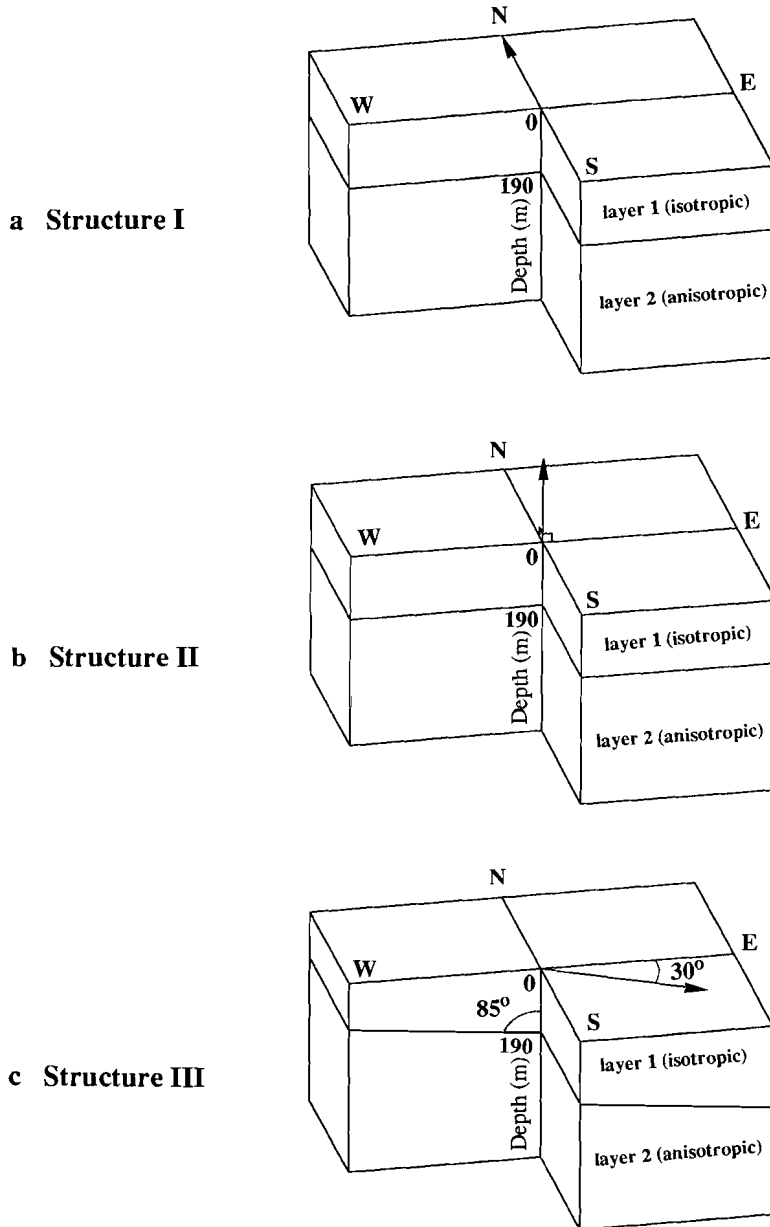 N
E
W
0
S
190
Depth (m)
layer 1 (isotropic)
layer 2 (anisotropic)
a Structure I
N
E
W
0
S
190
Depth (m)
layer 1 (isotropic)
layer 2 (anisotropic)
b Structure II
N
E
W
0
30°
85°
S
190
Depth (m)
layer 1 (isotropic)
layer 2 (anisotropic)
c Structure III